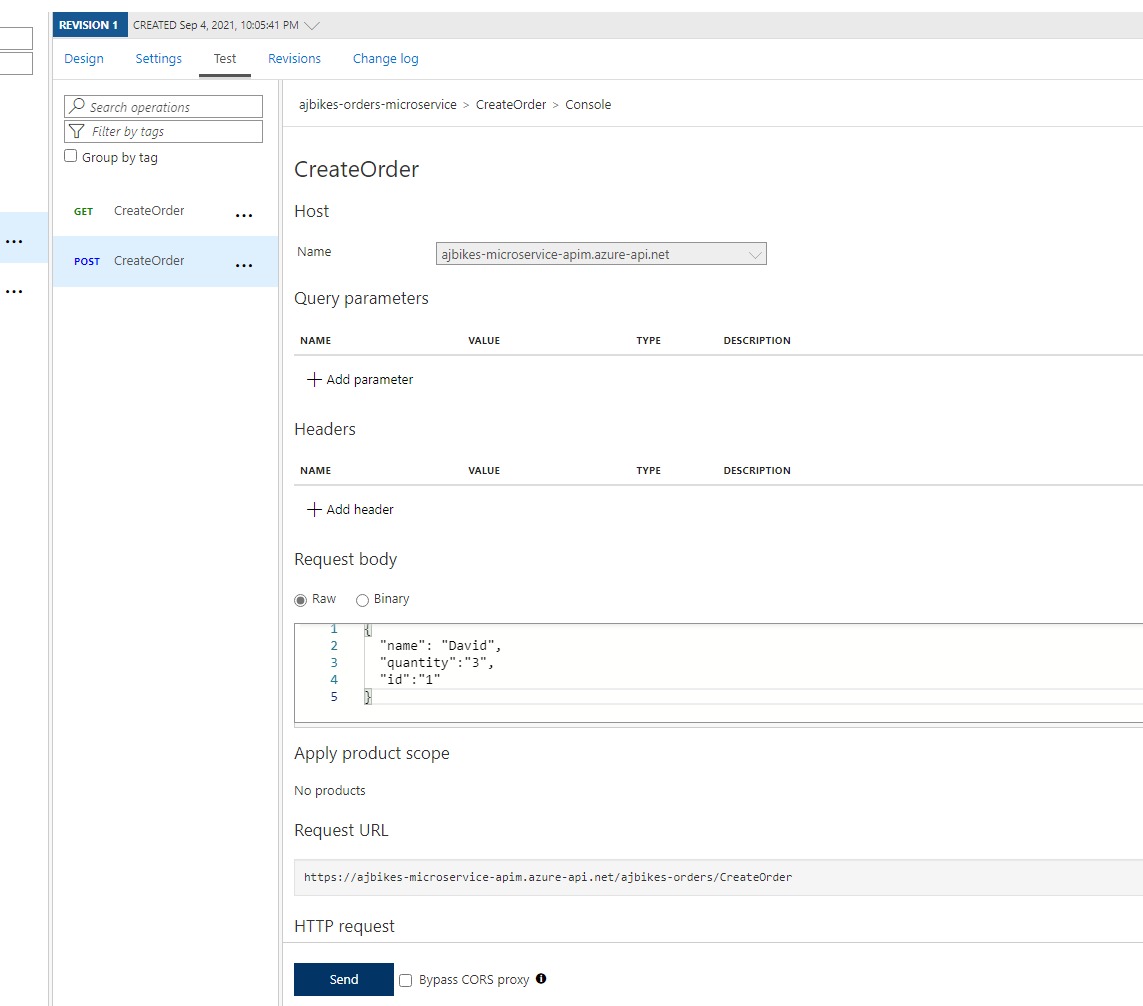 REVISION 1 CREATED Sep 4, 2021, 10:05:41 PM
Design Settings Test Revisions Change log
Search operations
Filter by tags
Group by tag
GET CreateOrder ...
POST CreateOrder ...
...
...
ajbikes-orders-microservice > CreateOrder > Console
CreateOrder
Host
Name ajbikes-microservice-apim.azure-api.net
Query parameters
NAME VALUE TYPE DESCRIPTION
+ Add parameter
Headers
NAME VALUE TYPE DESCRIPTION
+ Add header
Request body
Raw Binary
1 {
2 "name": "David",
3 "quantity":"3",
4 "id":"1"
5 }
Apply product scope
No products
Request URL
https://ajbikes-microservice-apim.azure-api.net/ajbikes-orders/CreateOrder
HTTP request
Send Bypass CORS proxy i